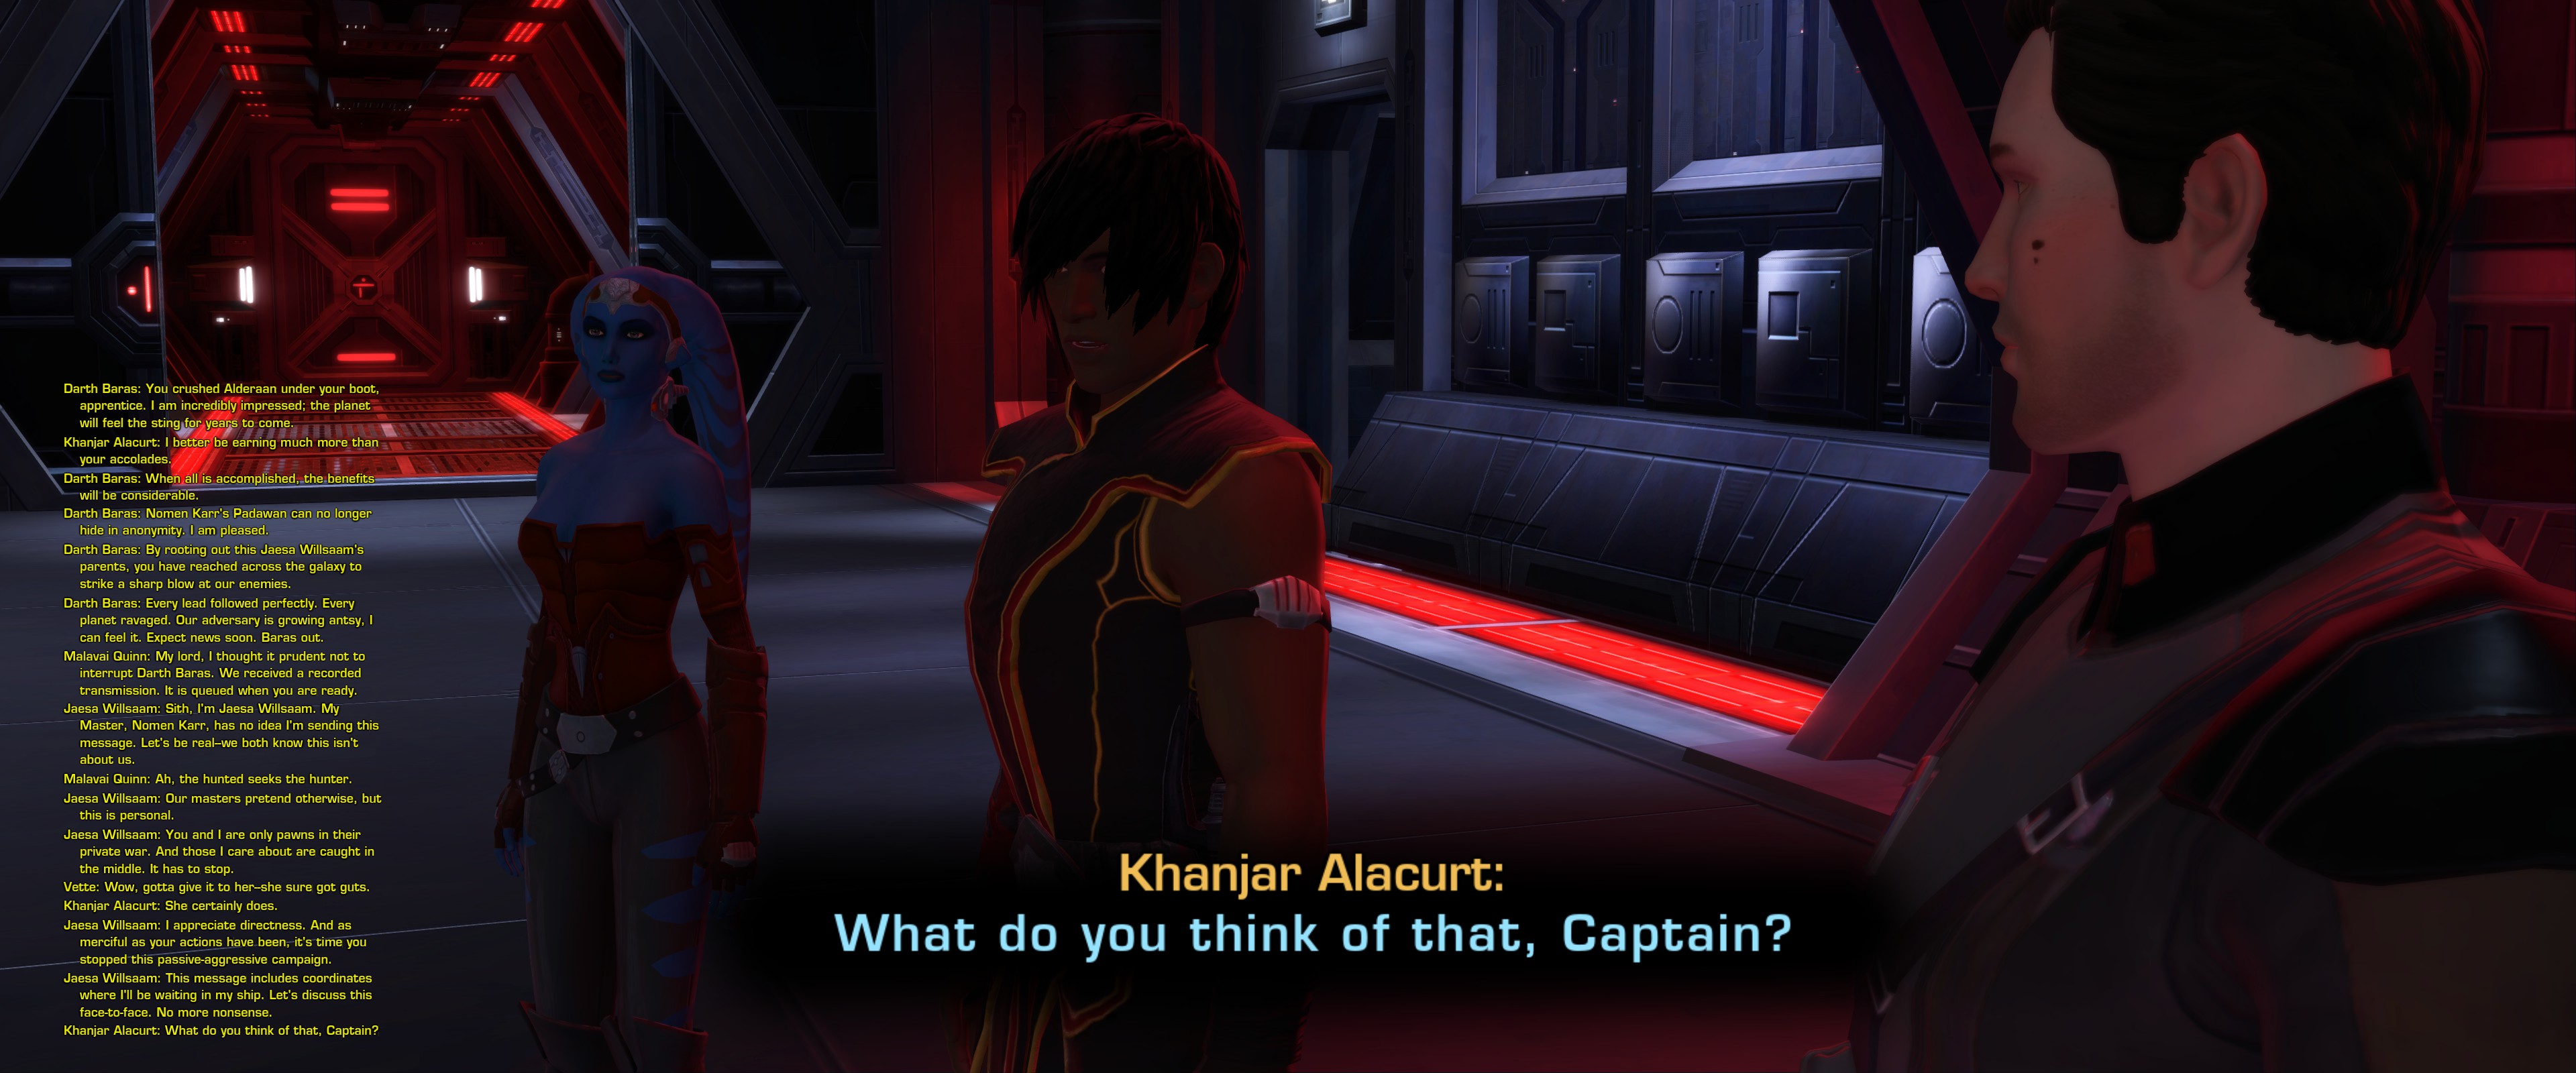 Darth Baras: You crushed Alderaan under your boot,
apprentice. I am incredibly impressed; the planet
will feel the sting for years to come.
Khanjar Alacurt: I better be earning much more than
your accolades.
Darth Baras: When all is accomplished, the benefits
will be considerable.
Darth Baras: Nomen Karr's Padawan can no longer
hide in anonymity. I am pleased.
Darth Baras: By rooting out this Jaesa Willsaam's
parents, you have reached across the galaxy to
strike a sharp blow at our enemies.
Darth Baras: Every lead followed perfectly. Every
planet ravaged. Our adversary is growing antsy, I
can feel it. Expect news soon. Baras out.
Malavai Quinn: My lord, I thought it prudent not to
interrupt Darth Baras. We received a recorded
transmission. It is queued when you are ready.
Jaesa Willsaam: Sith, I'm Jaesa Willsaam. My
Master, Nomen Karr, has no idea I'm sending this
message. Let's be real–we both know this isn't
about us.
Malavai Quinn: Ah, the hunted seeks the hunter.
Jaesa Willsaam: Our masters pretend otherwise, but
this is personal.
Jaesa Willsaam: You and I are only pawns in their
private war. And those I care about are caught in
the middle. It has to stop.
Vette: Wow, gotta give it to her–she sure got guts.
Khanjar Alacurt: She certainly does.
Jaesa Willsaam: I appreciate directness. And as
merciful as your actions have been, it's time you
stopped this passive-aggressive campaign.
Jaesa Willsaam: This message includes coordinates
where I'll be waiting in my ship. Let's discuss this
face-to-face. No more nonsense.
Khanjar Alacurt: What do you think of that, Captain?
Khanjar Alacurt:
What do you think of that, Captain?